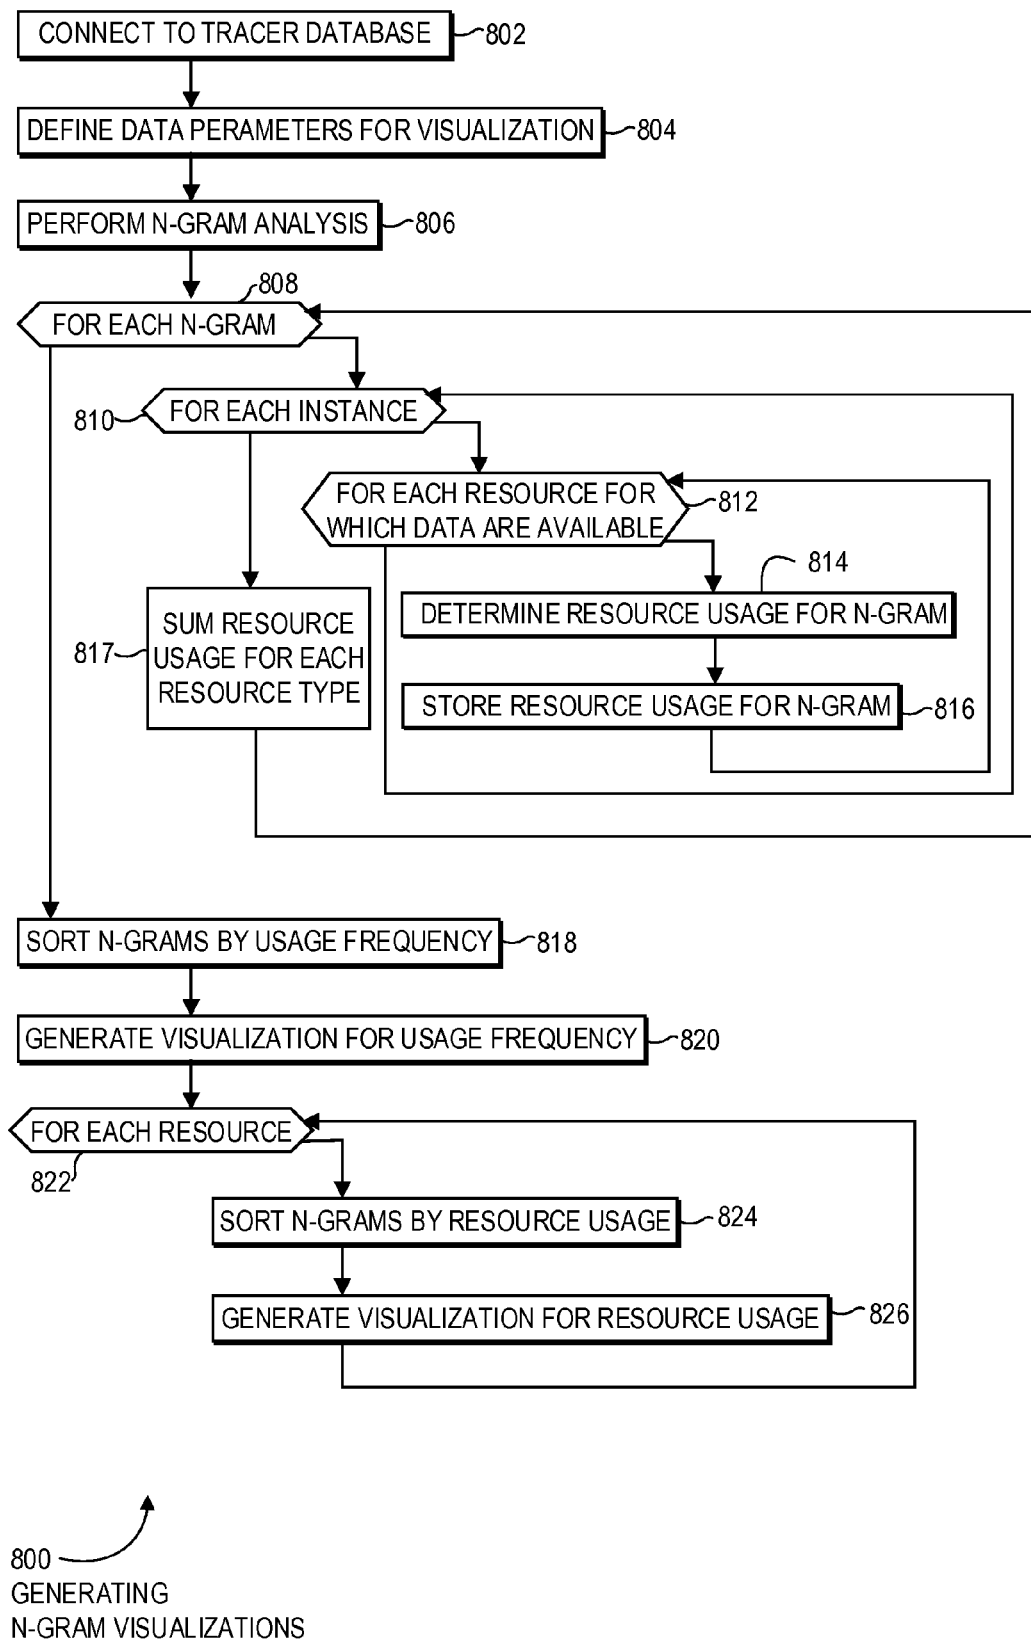 CONNECT TO TRACER DATABASE
802
DEFINE DATA PERAMETERS FOR VISUALIZATION
804
PERFORM N-GRAM ANALYSIS
806
808
FOR EACH N-GRAM
810
FOR EACH INSTANCE
FOR EACH RESOURCE FOR
WHICH DATA ARE AVAILABLE
812
814
DETERMINE RESOURCE USAGE FOR N-GRAM
817
SUM RESOURCE
USAGE FOR EACH
RESOURCE TYPE
STORE RESOURCE USAGE FOR N-GRAM
816
SORT N-GRAMS BY USAGE FREQUENCY
818
GENERATE VISUALIZATION FOR USAGE FREQUENCY
820
FOR EACH RESOURCE
822
SORT N-GRAMS BY RESOURCE USAGE
824
GENERATE VISUALIZATION FOR RESOURCE USAGE
826
800
GENERATING
N-GRAM VISUALIZATIONS